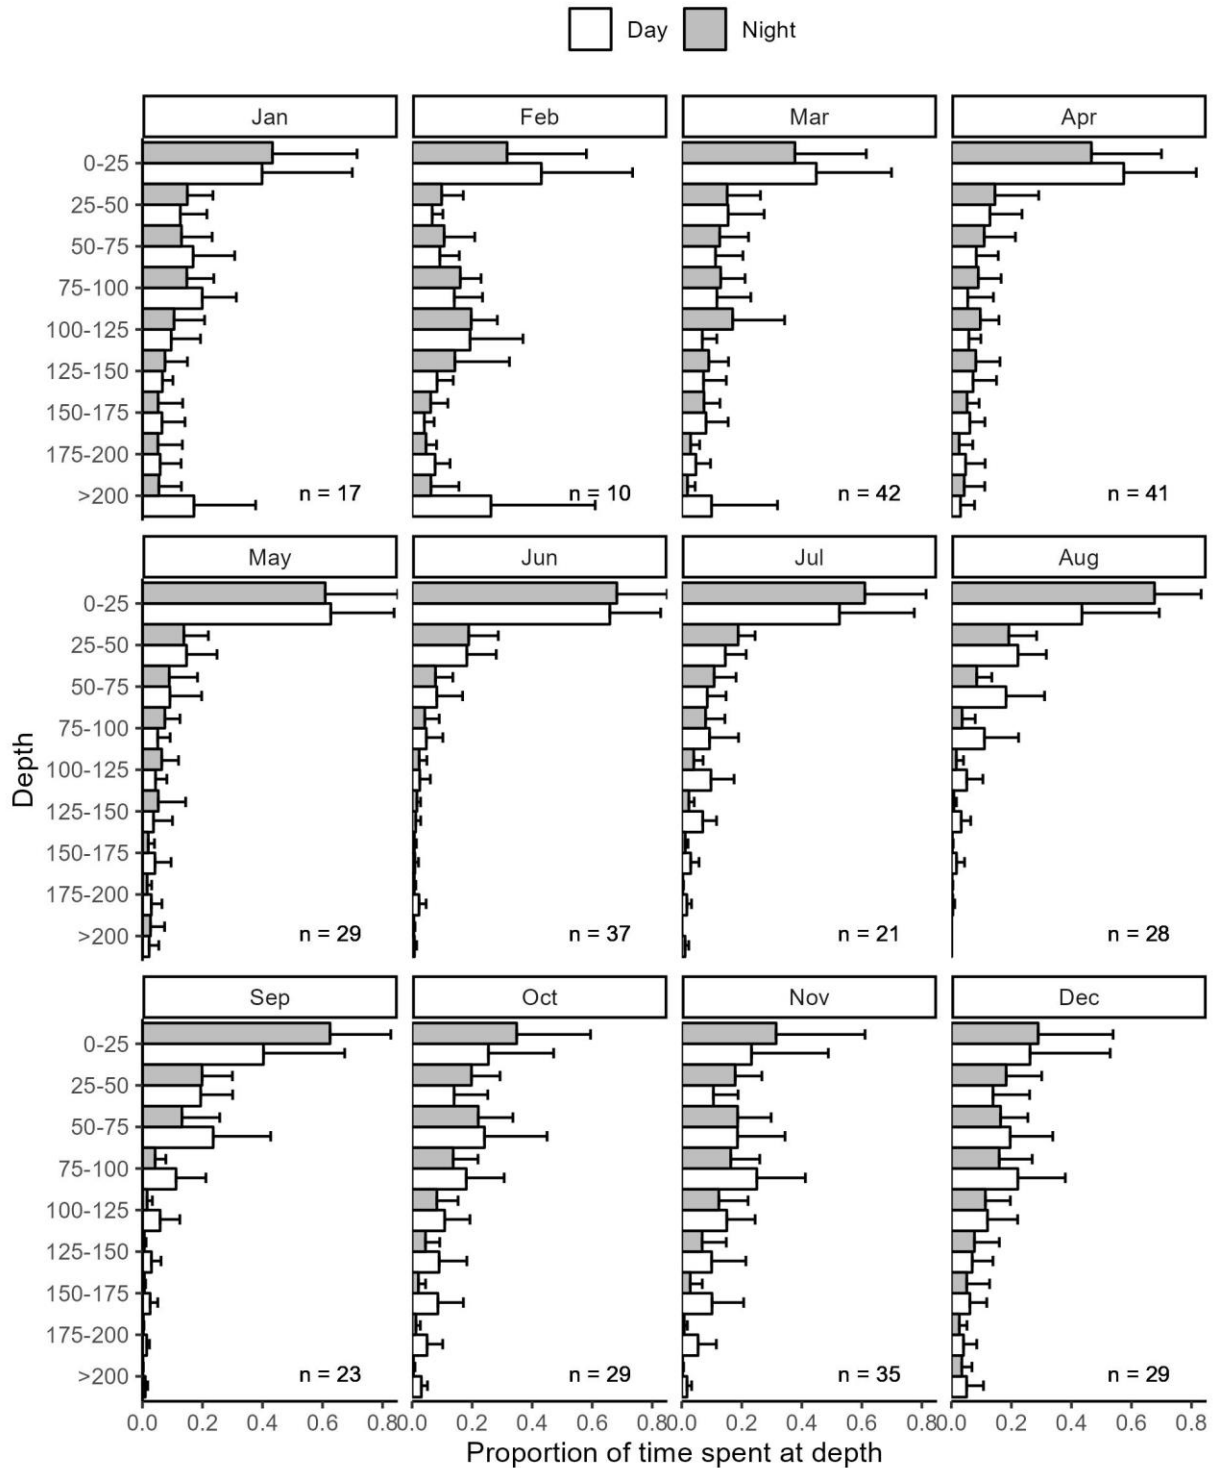 Day Night
Jan Feb Mar Apr
0-25
25-50
50-75
75-100
100-125
125-150
150-175
175-200
>200
n = 17 n = 10 n = 42 n = 41
May Jun Jul Aug
0-25
25-50
50-75
75-100
100-125
125-150
150-175
175-200
>200
n = 29 n = 37 n = 21 n = 28
Depth
Sep Oct Nov Dec
0-25
25-50
50-75
75-100
100-125
125-150
150-175
175-200
>200
n = 23 n = 29 n = 35 n = 29
0.0 0.2 0.4 0.6 0.8 0.0 0.2 0.4 0.6 0.8 0.0 0.2 0.4 0.6 0.8 0.0 0.2 0.4 0.6 0.8
Proportion of time spent at depth